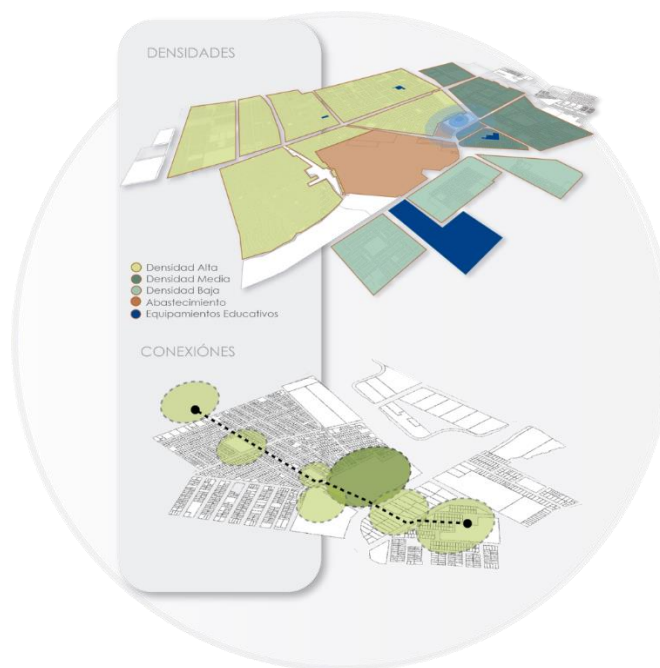 DENSIDADES
Densidad Alta
Densidad Media
Densidad Baja
Abastecimiento
Equipamientos Educativos
CONEXIÓNES